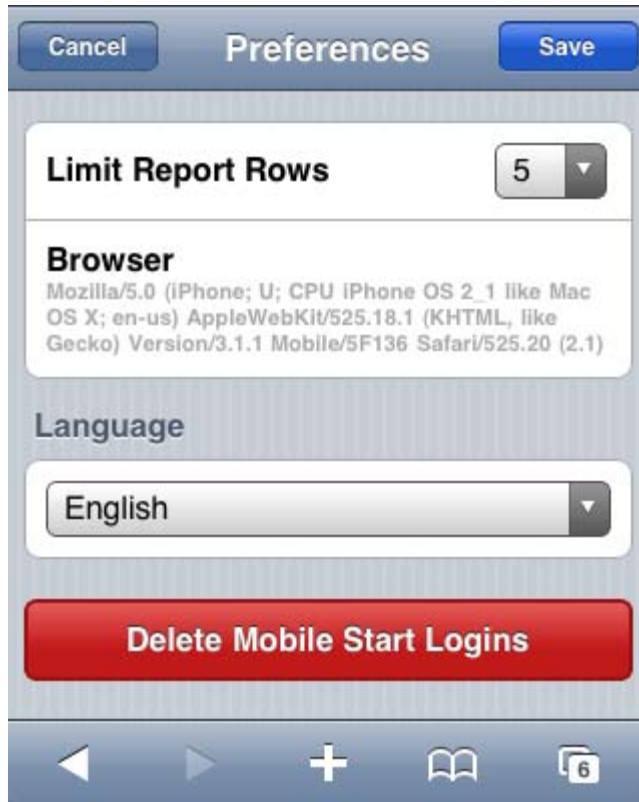 Cancel Preferences Save
Limit Report Rows 5
Browser
Mozilla/5.0 (iPhone; U; CPU iPhone OS 2_1 like Mac
OS X; en-us) AppleWebKit/525.18.1 (KHTML, like
Gecko) Version/3.1.1 Mobile/5F136 Safari/525.20 (2.1)
Language
English
Delete Mobile Start Logins
6